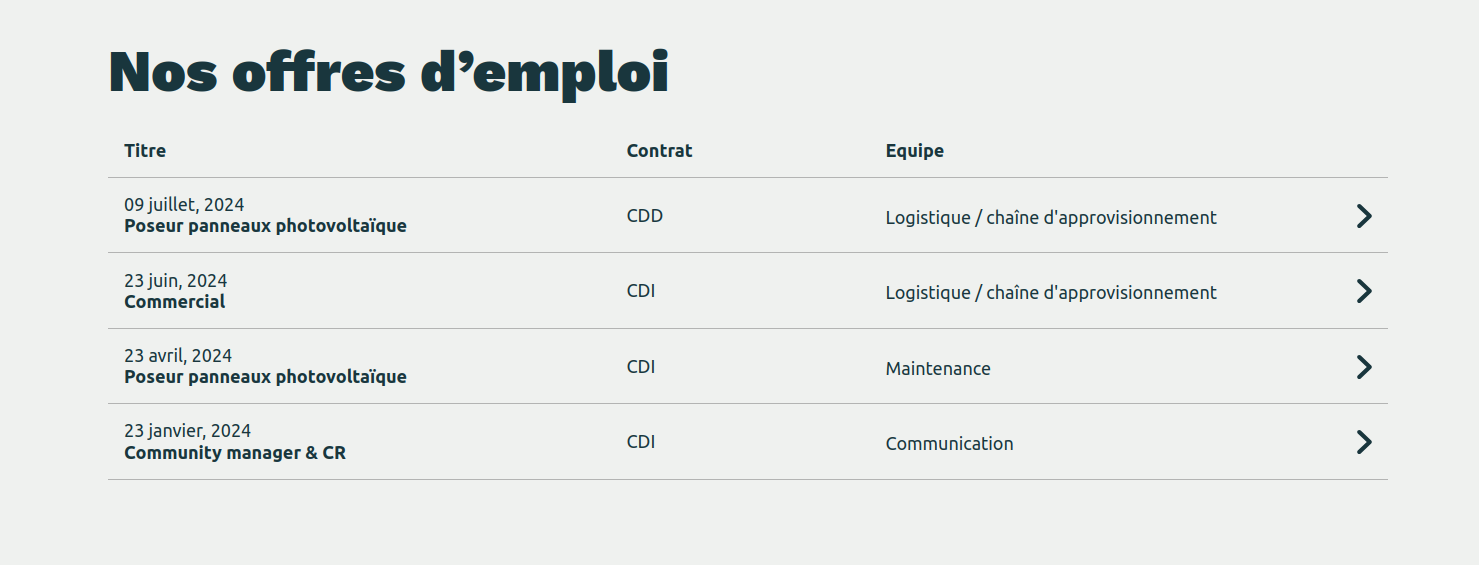 Nos offres d’emploi
Titre Contrat Equipe
09 juillet, 2024
Poseur panneaux photovoltaïque CDD Logistique / chaîne d'approvisionnement
23 juin, 2024
Commercial CDI Logistique / chaîne d'approvisionnement
23 avril, 2024
Poseur panneaux photovoltaïque CDI Maintenance
23 janvier, 2024
Community manager & CR CDI Communication